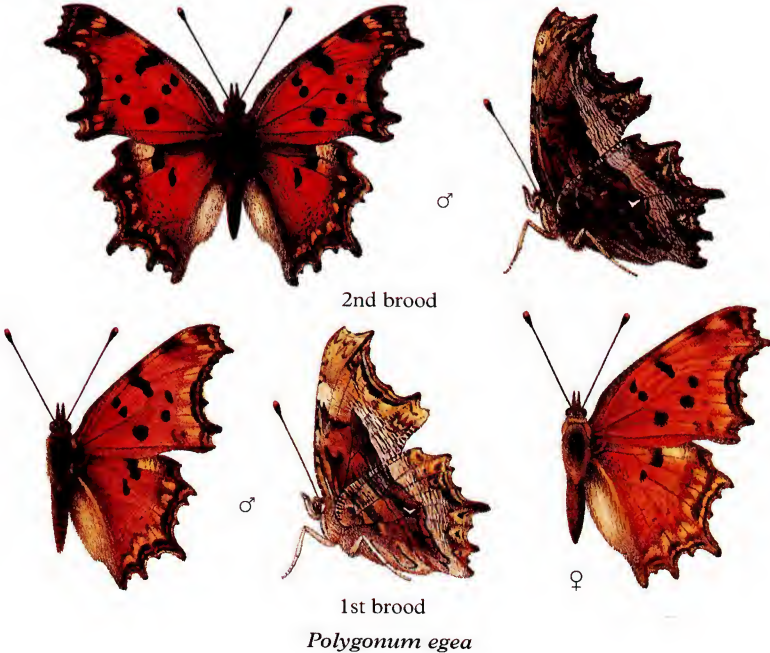 ♂
2nd brood
♂
♀
1st brood
Polygonum egea